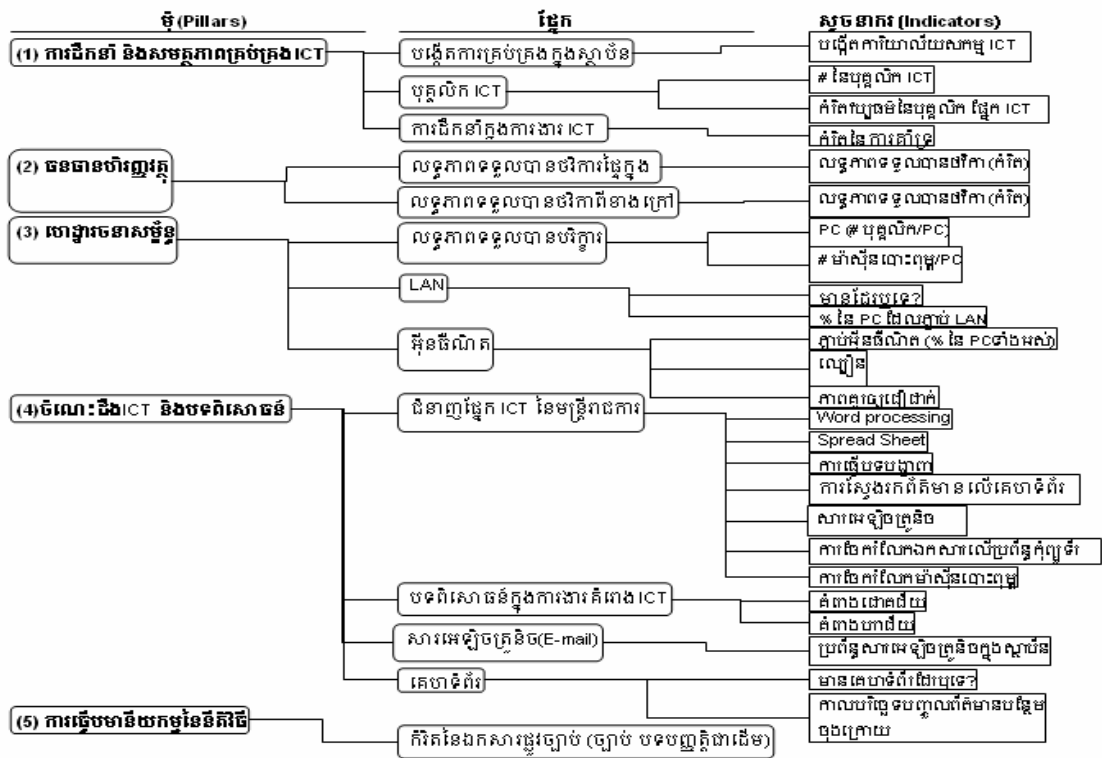 ម៉ុ (Pillars)
ផ្នែក
សូចនាករ (Indicators)
(1) ការដឹកនាំ និងសមត្ថភាពគ្រប់គ្រង ICT
បង្កើតការគ្រប់គ្រងក្នុងស្ថាប័ន
បង្កើតការិយាល័យសកម្ម ICT
បុគ្គលិក ICT
# នៃបុគ្គលិក ICT
កំរិតវប្បធម៌នៃបុគ្គលិក ផ្នែក ICT
ការដឹកនាំក្នុងការងារ ICT
កំរិតនៃការគាំទ្រ
(2) ធនធានហិរញ្ញវត្ថុ
លទ្ធភាពទទួលបានថវិការផ្ទៃក្នុង
លទ្ធភាពទទួលបានថវិកា (កំរិត)
លទ្ធភាពទទួលបានថវិកាពីខាងក្រៅ
លទ្ធភាពទទួលបានថវិកា (កំរិត)
(3) ហេដ្ឋារចនាសម្ព័ន្ធ
លទ្ធភាពទទួលបានបរិក្ខារ
PC (# បុគ្គលិក/PC)
# ម៉ាស៊ីនបោះពុម្ព/PC
LAN
មានដែរឬទេ?
% នៃ PC ដែលភ្ជាប់ LAN
អ៊ីនធឺណិត
ភ្ជាប់អ៊ីនធឺណិត (% នៃ PCទាំងអស់)
ល្បឿន
ភាពគួរឲ្យជឿជាក់
(4)ចំណេះដឹងICT និងបទពិសោធន៍
ជំនាញផ្នែក ICT នៃមន្ត្រីរាជការ
Word processing
Spread Sheet
ការធ្វើបទបង្ហាញ
ការស្វែងរកព័ត៌មាន លើគេហទំព័រ
សារអេឡិចត្រូនិច
ការចែករំលែកឯកសារលើប្រព័ន្ធកុំព្យូទ័រ
ការចែករំលែកម៉ាស៊ីនបោះពុម្ព
បទពិសោធន៍ក្នុងការងារគំរោង ICT
គំរោងជោគជ័យ
គំរោងបរាជ័យ
សារអេឡិចត្រូនិច(E-mail)
ប្រព័ន្ធសារអេឡិចត្រូនិចក្នុងស្ថាប័ន
គេហទំព័រ
មានគេហទំព័រដែរឬទេ?
កាលបរិច្ឆេទបញ្ចូលព័ត៌មានបន្ថែម
ចុងក្រោយ
(5) ការធ្វើបមានីយកម្មនៃនីតិវិធី
កំរិតនៃឯកសារផ្លូវច្បាប់ (ច្បាប់ បទបញ្ញត្តិជាដើម)